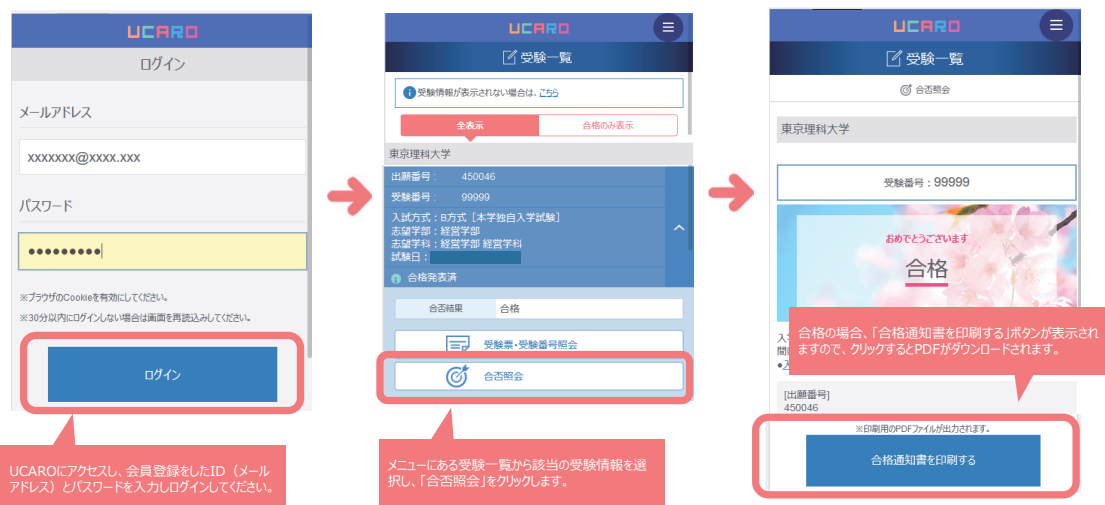 UCARO
ログイン
メールアドレス
xxxxxxx@xxxx.xxx
パスワード
※ブラウザのCookieを有効にしてください。
※30分以内にログインしない場合は画面を再読込みしてください。
ログイン
UCAROにアクセスし、会員登録をしたID（メール
アドレス）とパスワードを入力しログインしてください。
UCARO
受験一覧
受験情報が表示されない場合は、こちら
全表示 合格のみ表示
東京理科大学
出願番号： 450046
受験番号： 99999
入試方式：B方式［本学独自入学試験］
志望学部：経営学部
志望学科：経営学部 経営学科
試験日：
合格発表済
合否結果 合格
受験票・受験番号照会
合否照会
メニューにある受験一覧から該当の受験情報を選
択し、「合否照会」をクリックします。
UCARO
受験一覧
合否照会
東京理科大学
受験番号：99999
おめでとうございます
合格
合格の場合、「合格通知書を印刷する」ボタンが表示され
ますので、クリックするとPDFがダウンロードされます。
入
間
[出願番号]
450046
※印刷用のPDFファイルが出力されます。
合格通知書を印刷する